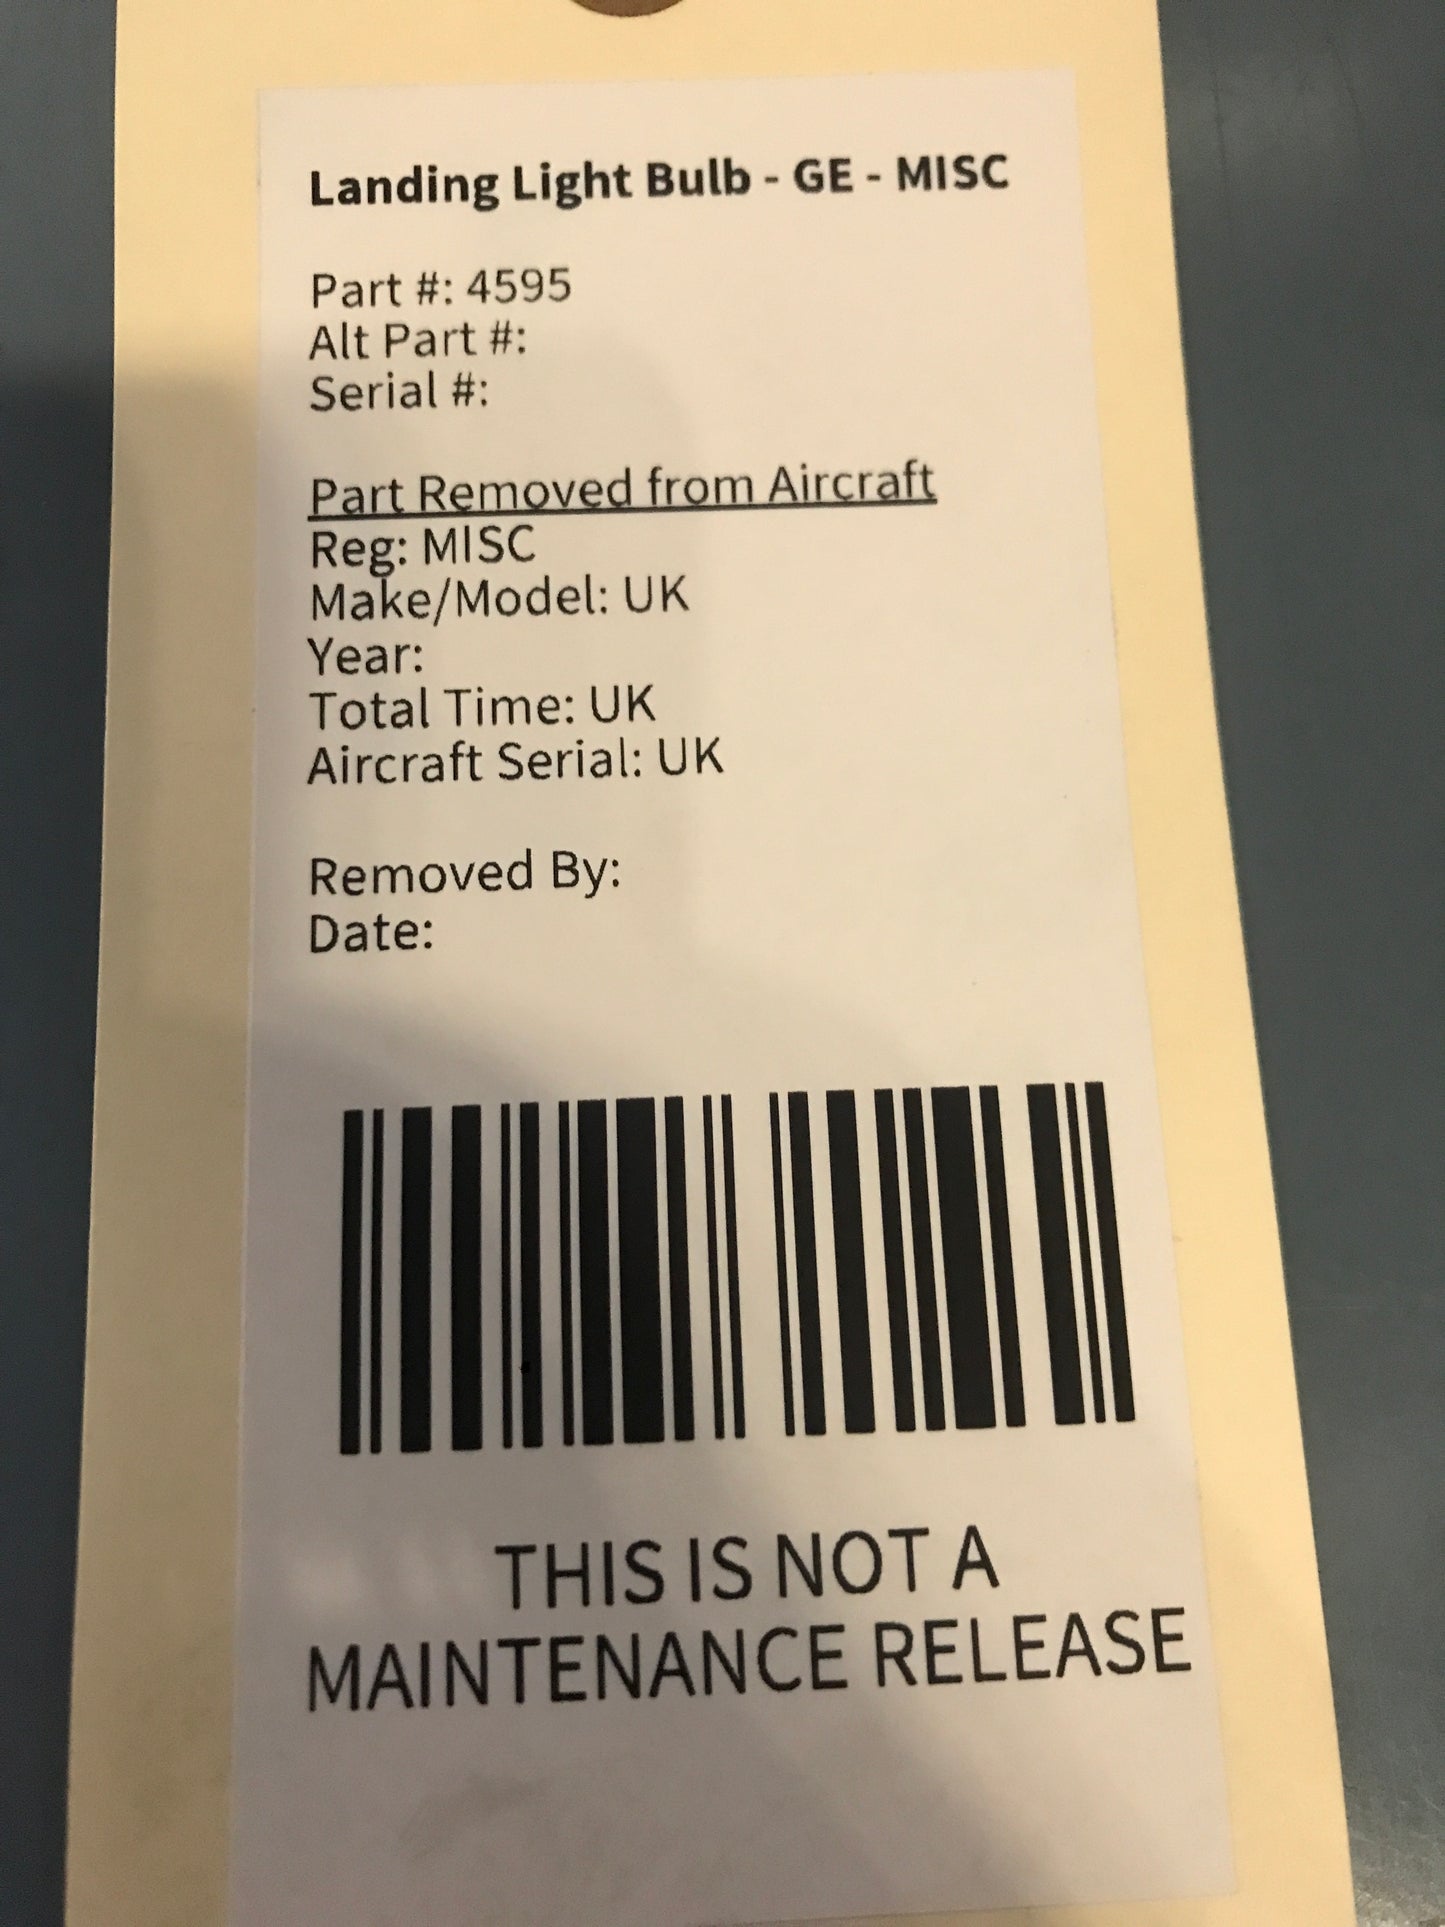 Landing Light Bulb - GE - MISC
Part #: 4595
Alt Part #:
Serial #:
Part Removed from Aircraft
Reg: MISC
Make/Model: UK
Year:
Total Time: UK
Aircraft Serial: UK
Removed By:
Date:
THIS IS NOT A
MAINTENANCE RELEASE